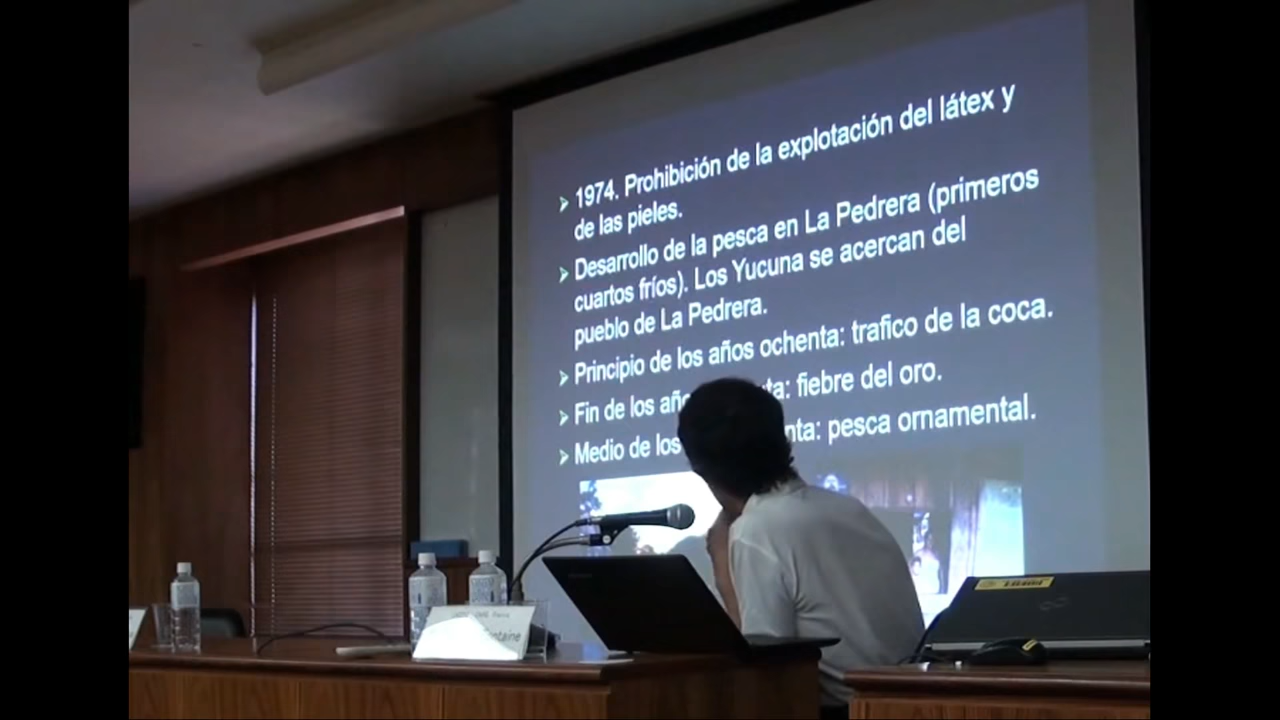 1974. Prohibición de la explotación del látex y
de las pieles.
Desarrollo de la pesca en La Pedrera (primeros
cuartos fríos). Los Yucuna se acercan del
pueblo de La Pedrera.
Principio de los años ochenta: trafico de la coca.
Fin de los fiebre del oro.
Medio de los pesca ornamental.